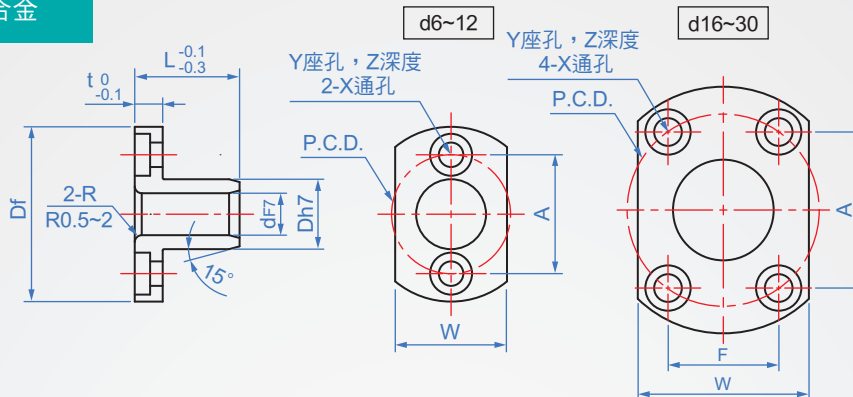 合金
d6~12
d16~30
L -0.1 -0.3
t 0 -0.1
Y座孔，Z深度
2-X通孔
Y座孔，Z深度
4-X通孔
P.C.D.
P.C.D.
Df
2-R
R0.5~2
dF7
Dh7
15°
A
A
W
F
W